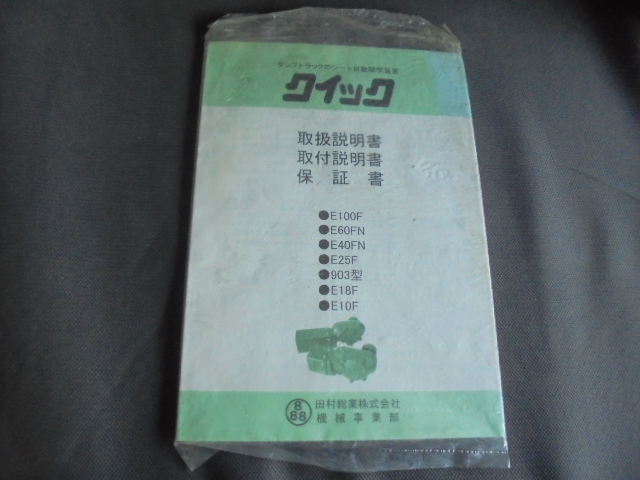 ダンプトラックのシート自動開閉装置
クイック
取扱説明書
取付説明書
保証書
●E100F
●E60FN
●E40FN
●E25F
●903型
●E18F
●E10F
8
88
田村総業株式会社
機械事業部